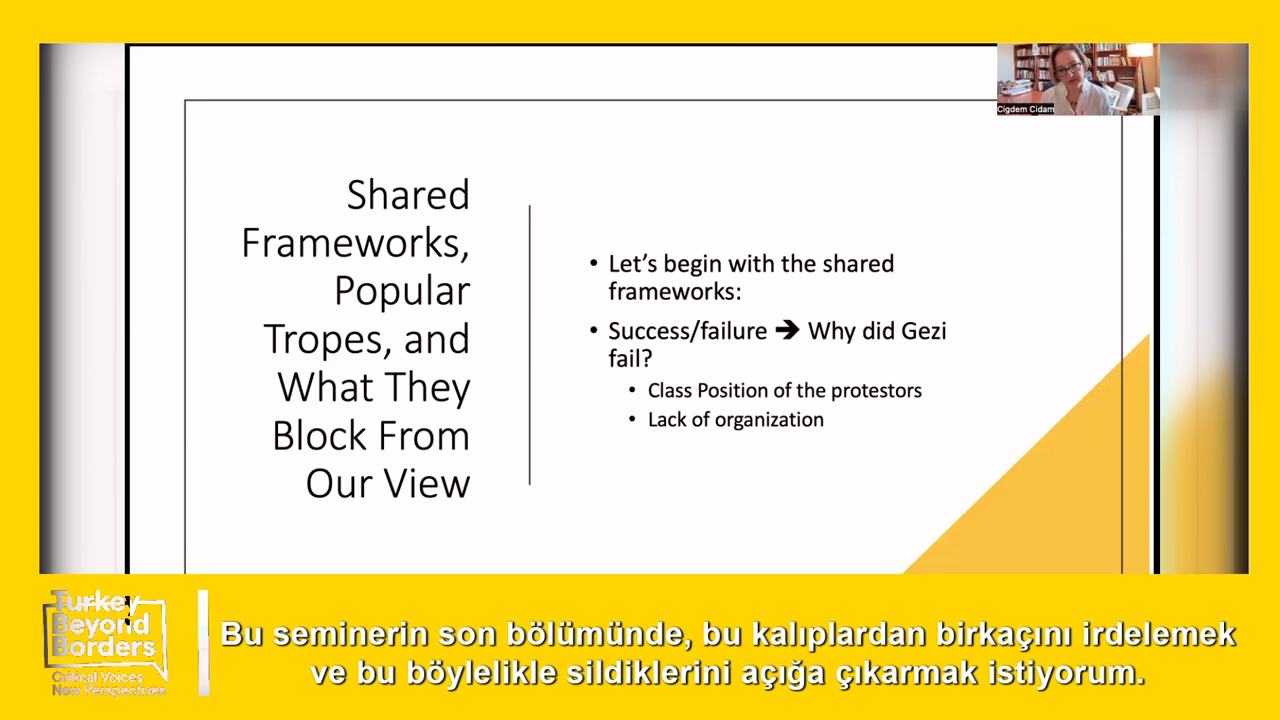 Cigdem Cidam
Shared
Frameworks,
Popular
Tropes, and
What They
Block From
Our View
• Let’s begin with the shared
frameworks:
• Success/failure ➔ Why did Gezi
fail?
• Class Position of the protestors
• Lack of organization
Turkey
Beyond
Borders
Critical Voices
New Perspectives
Bu seminerin son bölümünde, bu kalıplardan birkaçını irdelemek
ve bu böylelikle sildiklerini açığa çıkarmak istiyorum.